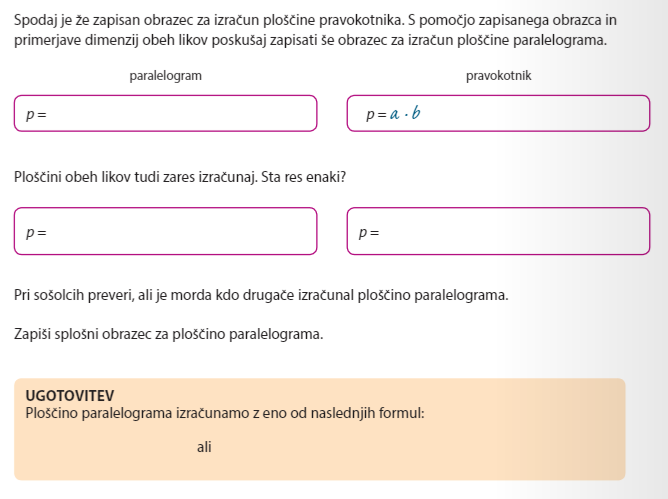 Spodaj je že zapisan obrazec za izračun ploščine pravokotnika. S pomočjo zapisanega obrazca in
primerjave dimenzij obeh likov poskušaj zapisati še obrazec za izračun ploščine paralelograma.
paralelogram pravokotnik
p = p = a · b
Ploščini obeh likov tudi zares izračunaj. Sta res enaki?
p = p =
Pri sošolcih preveri, ali je morda kdo drugače izračunal ploščino paralelograma.
Zapiši splošni obrazec za ploščino paralelograma.
UGOTOVITEV
Ploščino paralelograma izračunamo z eno od naslednjih formul:
ali